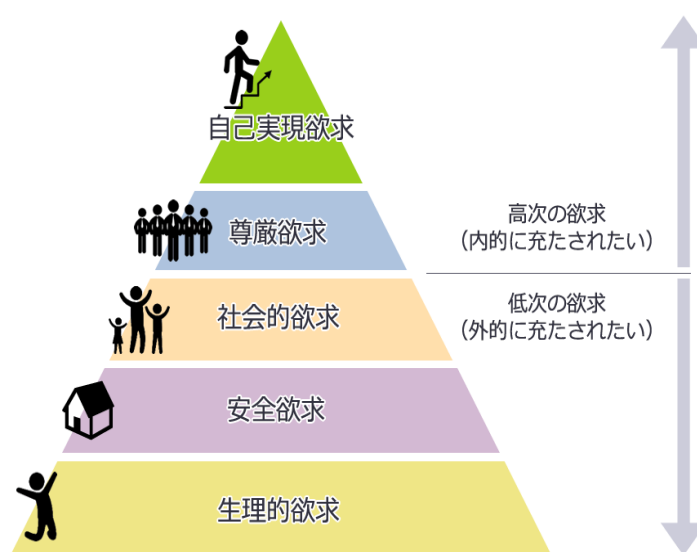 自己実現欲求
尊厳欲求
高次の欲求
（内的に充たされたい）
社会的欲求
低次の欲求
（外的に充たされたい）
安全欲求
生理的欲求